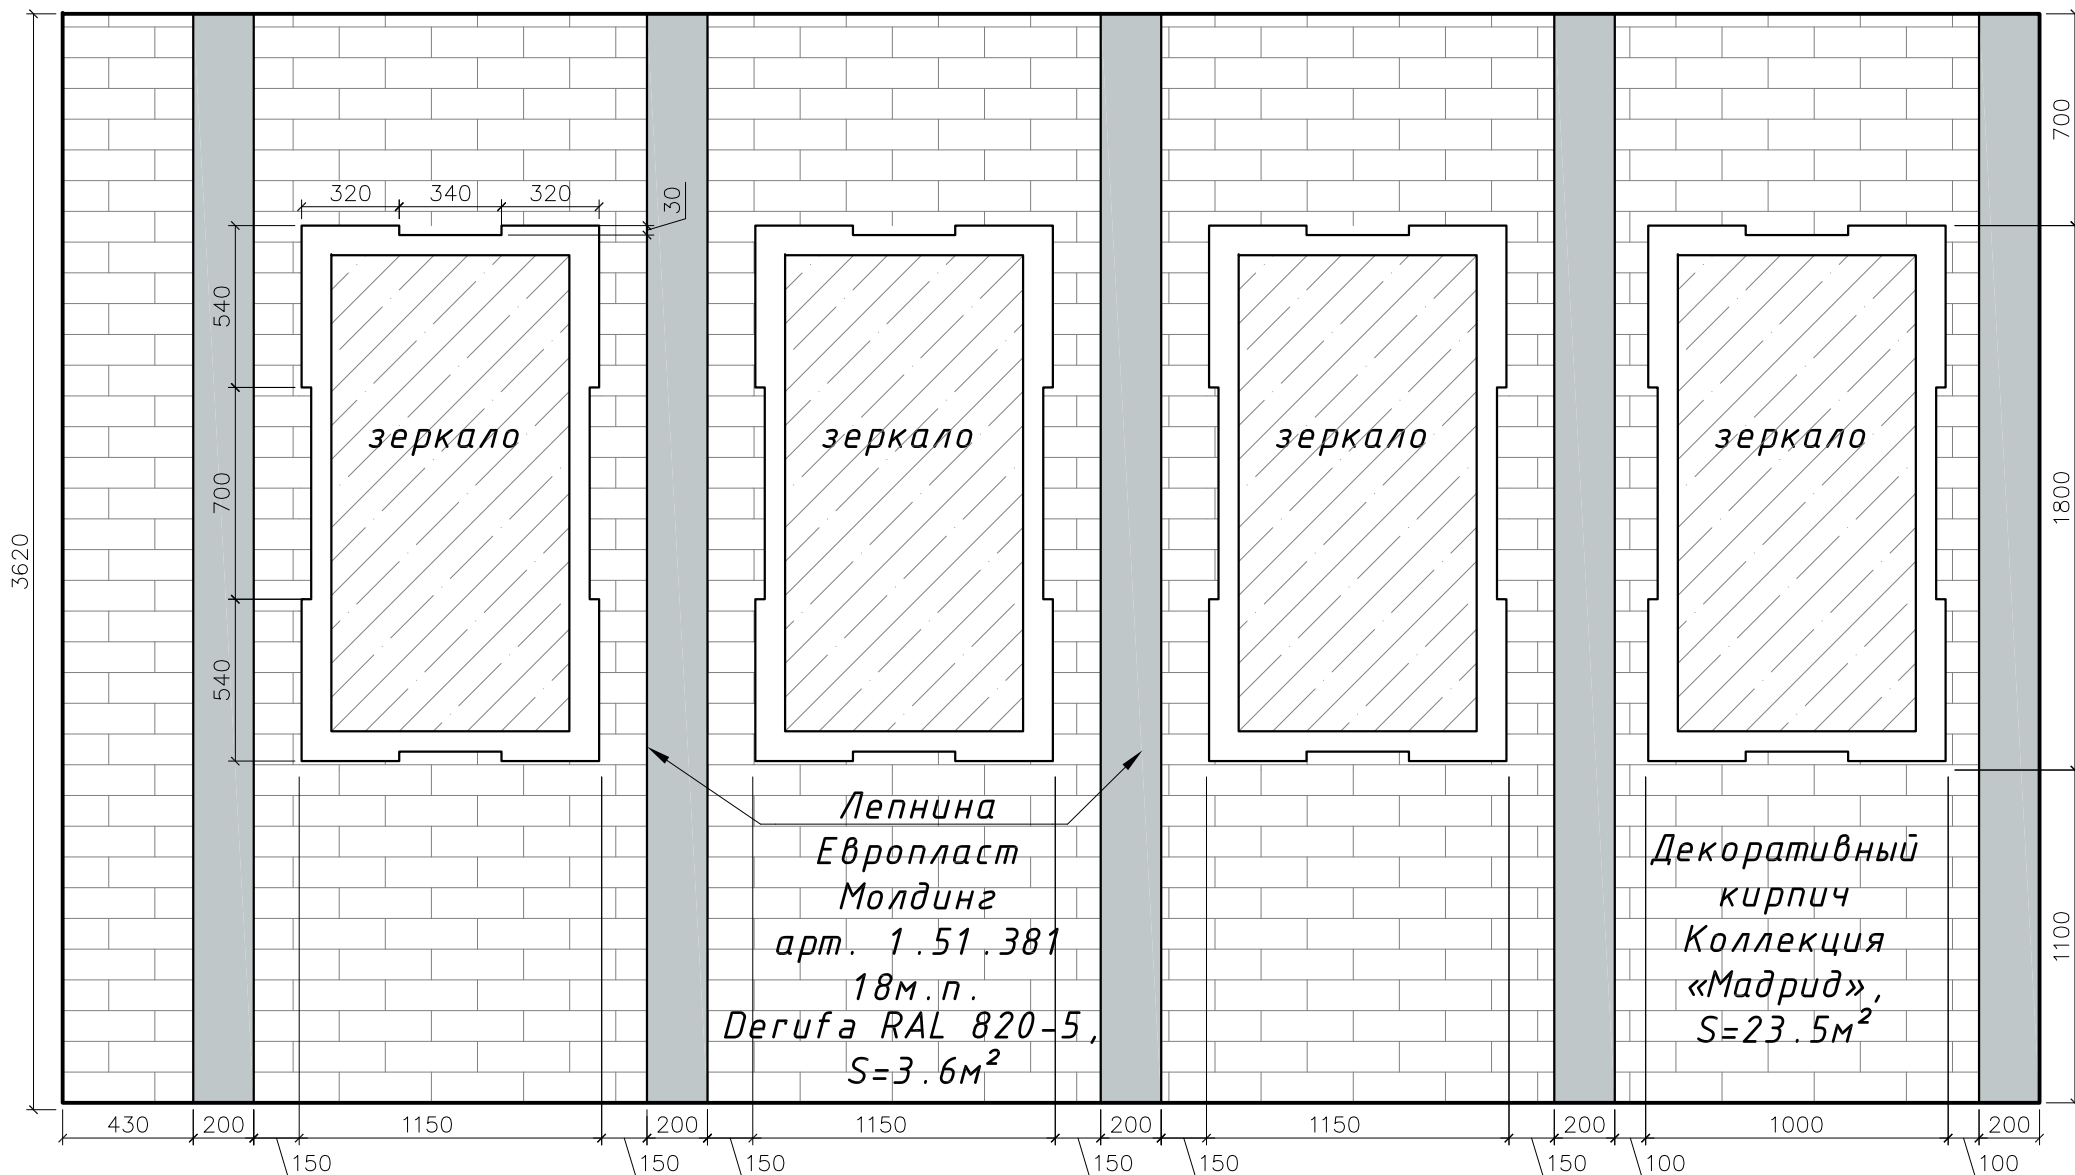 3620
700
1800
1100
320 340 320
30
540
700
540
зеркало
зеркало
зеркало
зеркало
Лепнина
Европласт
Молдинг
арт. 1.51.381
18м.п.
Derufa RAL 820-5,
S=3.6м²
Декоративный
кирпич
Коллекция
«Мадрид»,
S=23.5м²
430 200 1150 200 1150 200 1150 200 1000 200
150 150 150 150 150 150 100 100